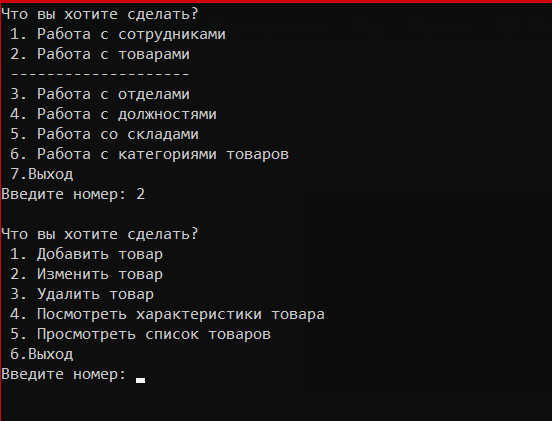 Что вы хотите сделать?
1. Работа с сотрудниками
2. Работа с товарами
--------------------
3. Работа с отделами
4. Работа с должностями
5. Работа со складами
6. Работа с категориями товаров
7.Выход
Введите номер: 2
Что вы хотите сделать?
1. Добавить товар
2. Изменить товар
3. Удалить товар
4. Посмотреть характеристики товара
5. Просмотреть список товаров
6.Выход
Введите номер: